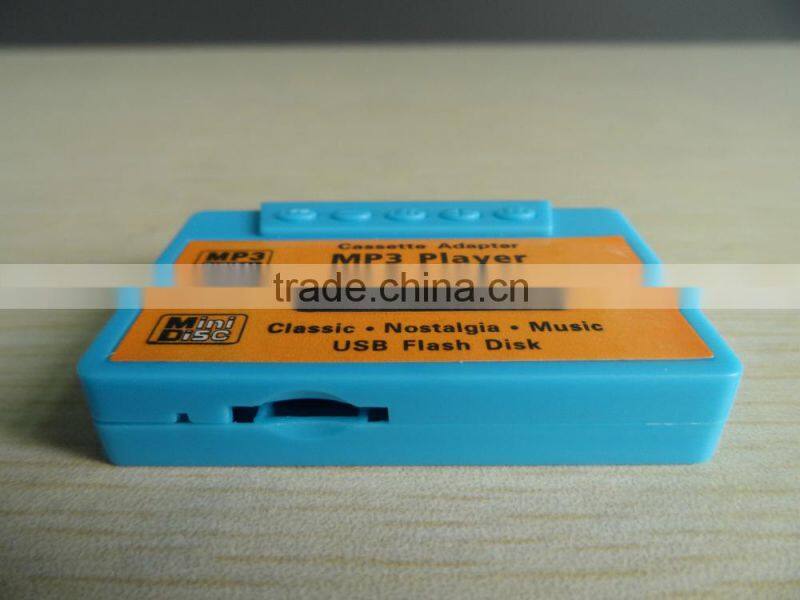 Cassette Adapter
MP3
MP3 Player
trade.china.cn
Mini
Disc
Classic • Nostalgia • Music
USB Flash Disk